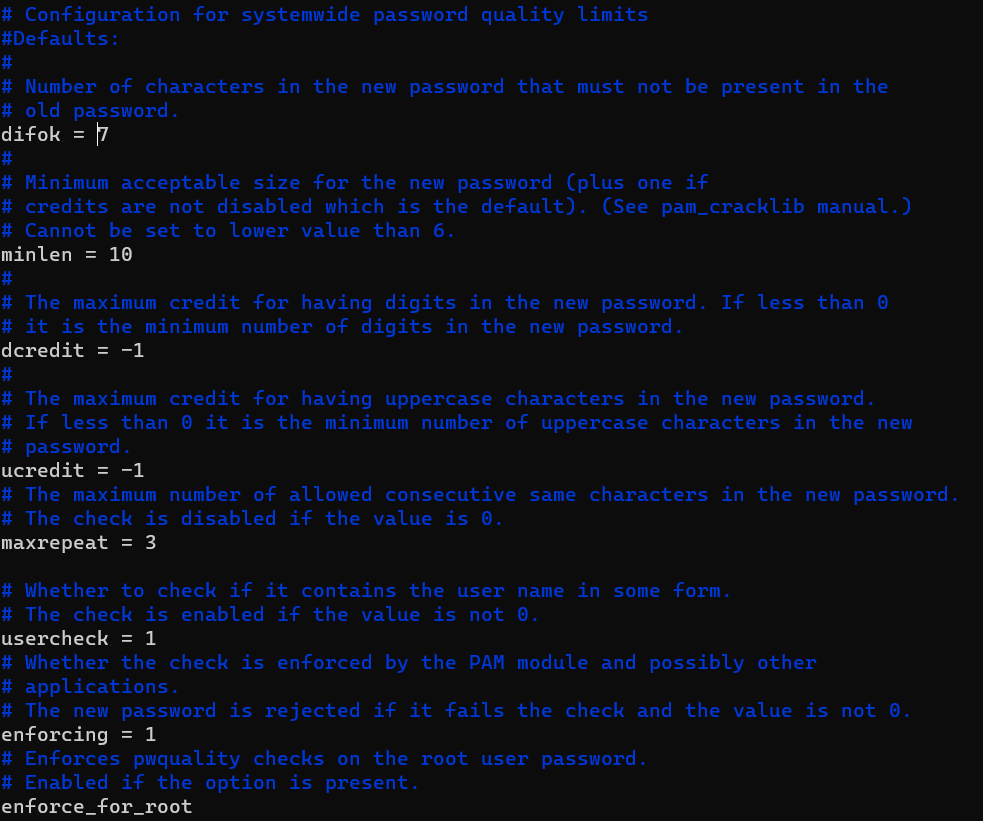 # Configuration for systemwide password quality limits
#Defaults:
#
# Number of characters in the new password that must not be present in the
# old password.
difok = 7
#
# Minimum acceptable size for the new password (plus one if
# credits are not disabled which is the default). (See pam_cracklib manual.)
# Cannot be set to lower value than 6.
minlen = 10
#
# The maximum credit for having digits in the new password. If less than 0
# it is the minimum number of digits in the new password.
dcredit = -1
#
# The maximum credit for having uppercase characters in the new password.
# If less than 0 it is the minimum number of uppercase characters in the new
# password.
ucredit = -1
# The maximum number of allowed consecutive same characters in the new password.
# The check is disabled if the value is 0.
maxrepeat = 3
# Whether to check if it contains the user name in some form.
# The check is enabled if the value is not 0.
usercheck = 1
# Whether the check is enforced by the PAM module and possibly other
# applications.
# The new password is rejected if it fails the check and the value is not 0.
enforcing = 1
# Enforces pwquality checks on the root user password.
# Enabled if the option is present.
enforce_for_root